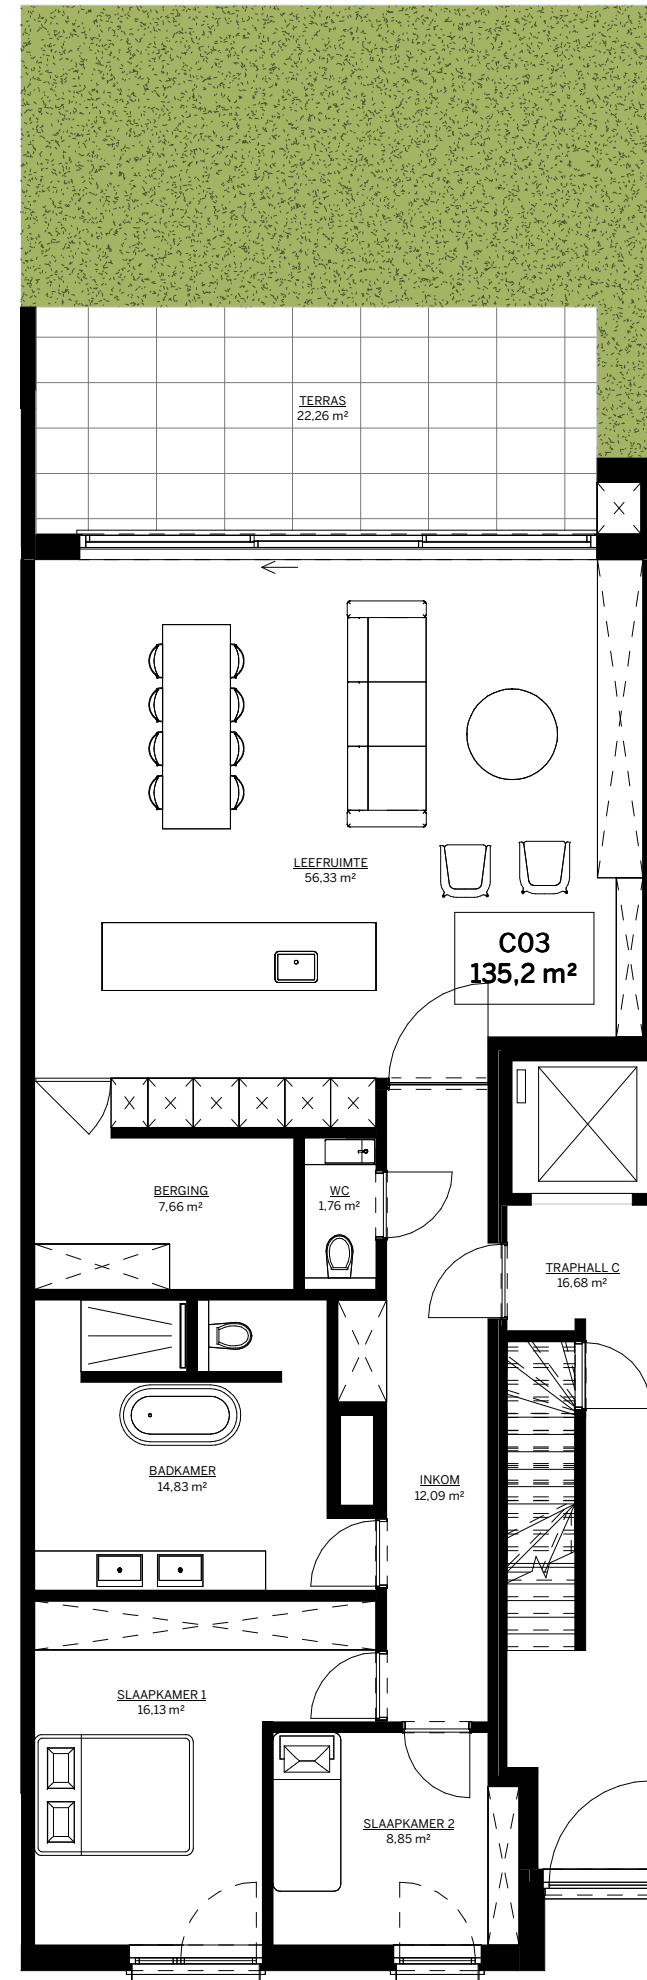 TERRAS
22,26 m²
LEEFRUIMTE
56,33 m²
C03
135,2 m²
BERGING
7,66 m²
WC
1,76 m²
TRAPHALL C
16,68 m²
BADKAMER
14,83 m²
INKOM
12,09 m²
SLAAPKAMER 1
16,13 m²
SLAAPKAMER 2
8,85 m²